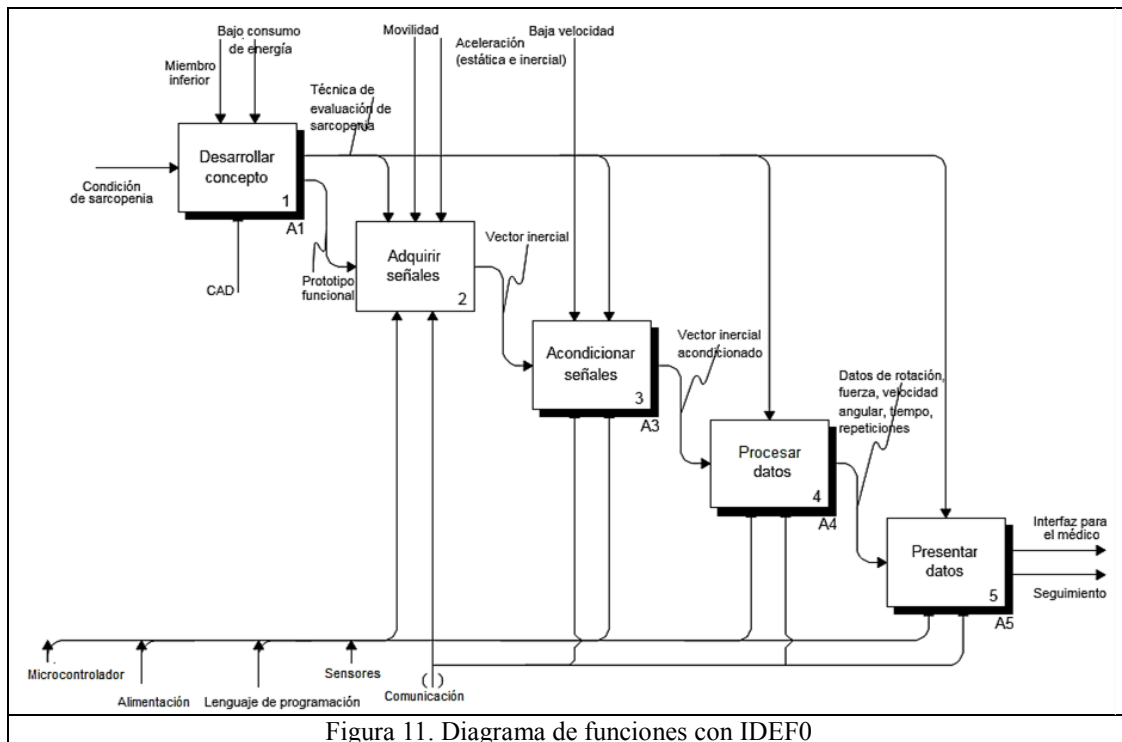 Bajo consumo
de energía
Miembro
inferior
Movilidad
Aceleración
(estática e inercial)
Baja velocidad
Técnica de
evaluación de
sarcopenia
Desarrollar
concepto
1
A1
Condición
de sarcopenia
CAD
Prototipo
funcional
Adquirir
señales
2
Vector inercial
Acondicionar
señales
3
A3
Vector inercial
acondicionado
Procesar
datos
4
A4
Datos de rotación,
fuerza, velocidad
angular, tiempo,
repeticiones
Presentar
datos
5
A5
Interfaz para
el médico
Seguimiento
Microcontrolador
Alimentación
Lenguaje de programación
Sensores
( )
Comunicación
Figura 11. Diagrama de funciones con IDEF0